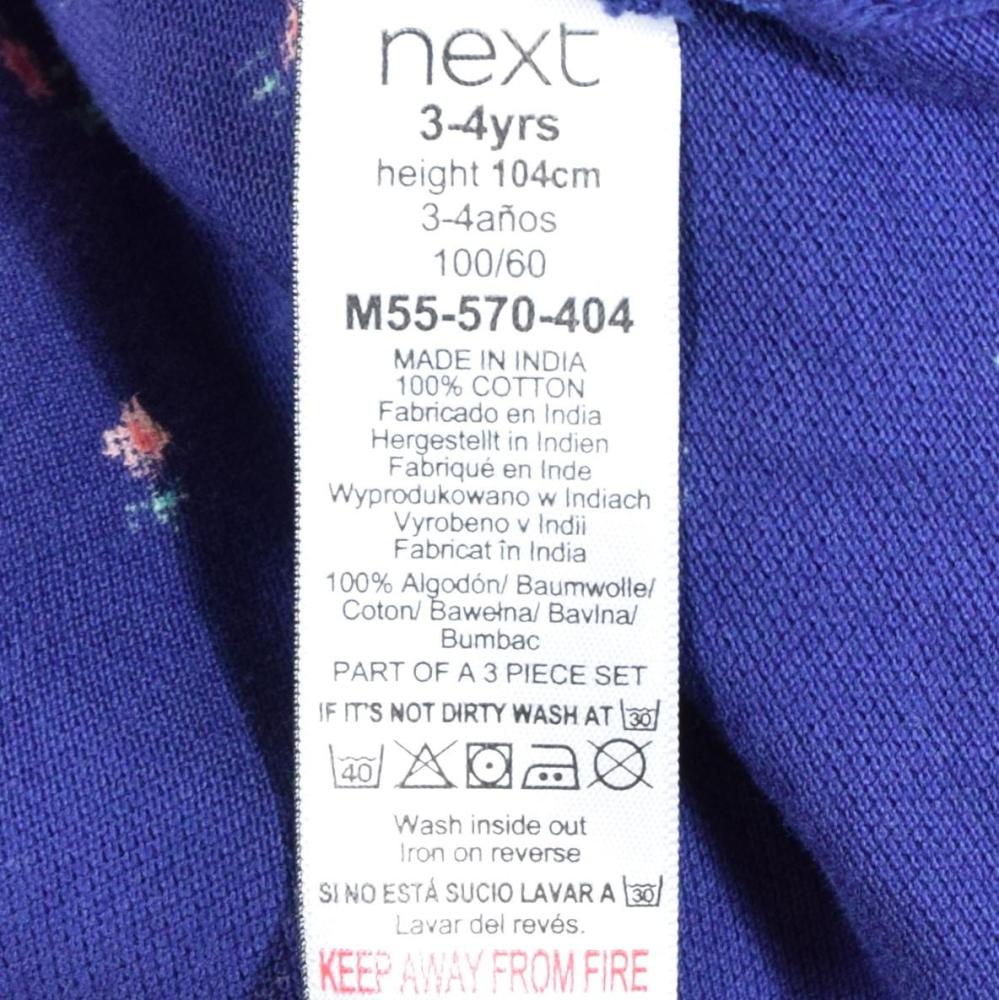 next
3-4yrs
height 104cm
3-4años
100/60
M55-570-404
MADE IN INDIA
100% COTTON
Fabricado en India
Hergestellt in Indien
Fabriqué en Inde
Wyprodukowano w Indiach
Vyrobeno v Indii
Fabricat în India
100% Algodón/ Baumwolle/
Coton/ Bawełna/ Bavlna/
Bumbac
PART OF A 3 PIECE SET
IF IT'S NOT DIRTY WASH AT 30
40
Wash inside out
Iron on reverse
SI NO ESTÁ SUCIO LAVAR A 30
Lavar del revés.
KEEP AWAY FROM FIRE